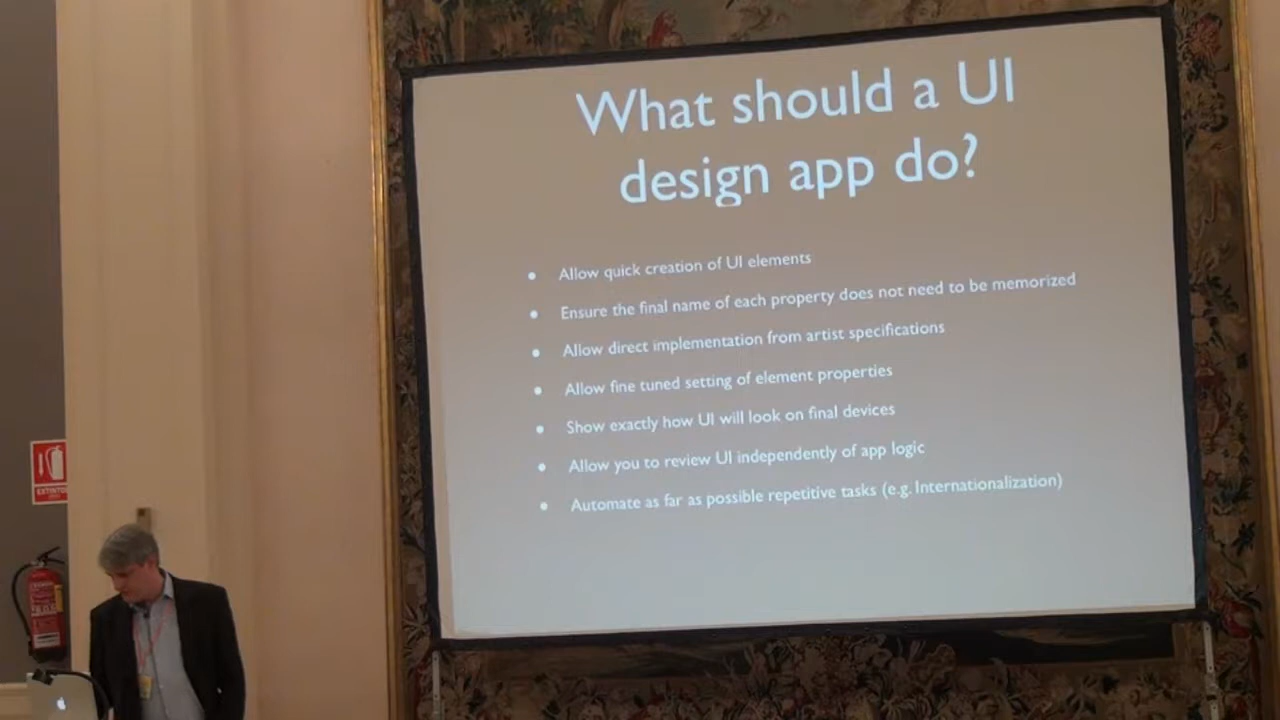 What should a UI
design app do?
• Allow quick creation of UI elements
• Ensure the final name of each property does not need to be memorized
• Allow direct implementation from artist specifications
• Allow fine tuned setting of element properties
• Show exactly how UI will look on final devices
• Allow you to review UI independently of app logic
• Automate as far as possible repetitive tasks (e.g. Internationalization)